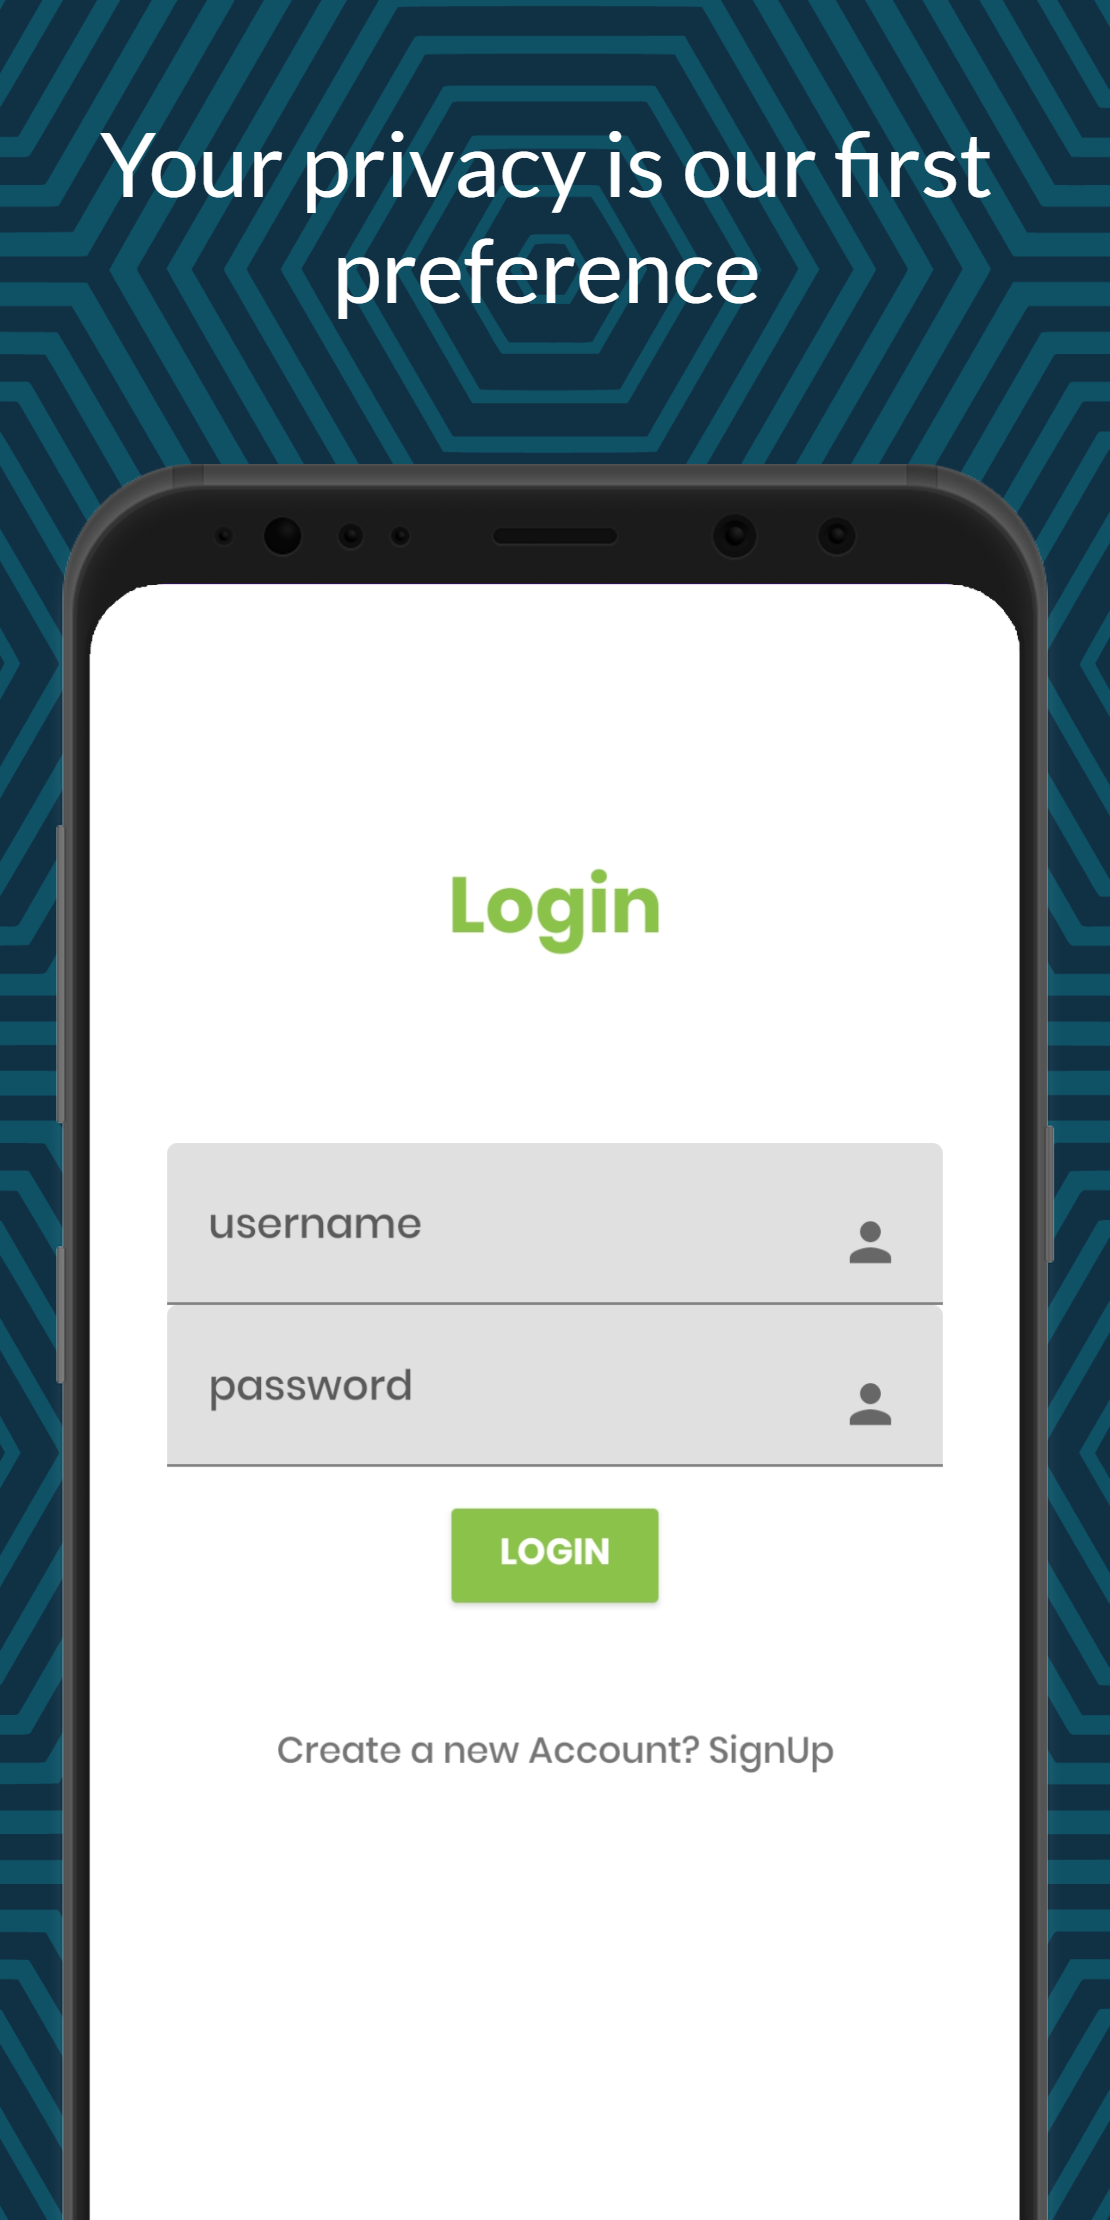 Your privacy is our first
preference
Login
username
password
LOGIN
Create a new Account? SignUp